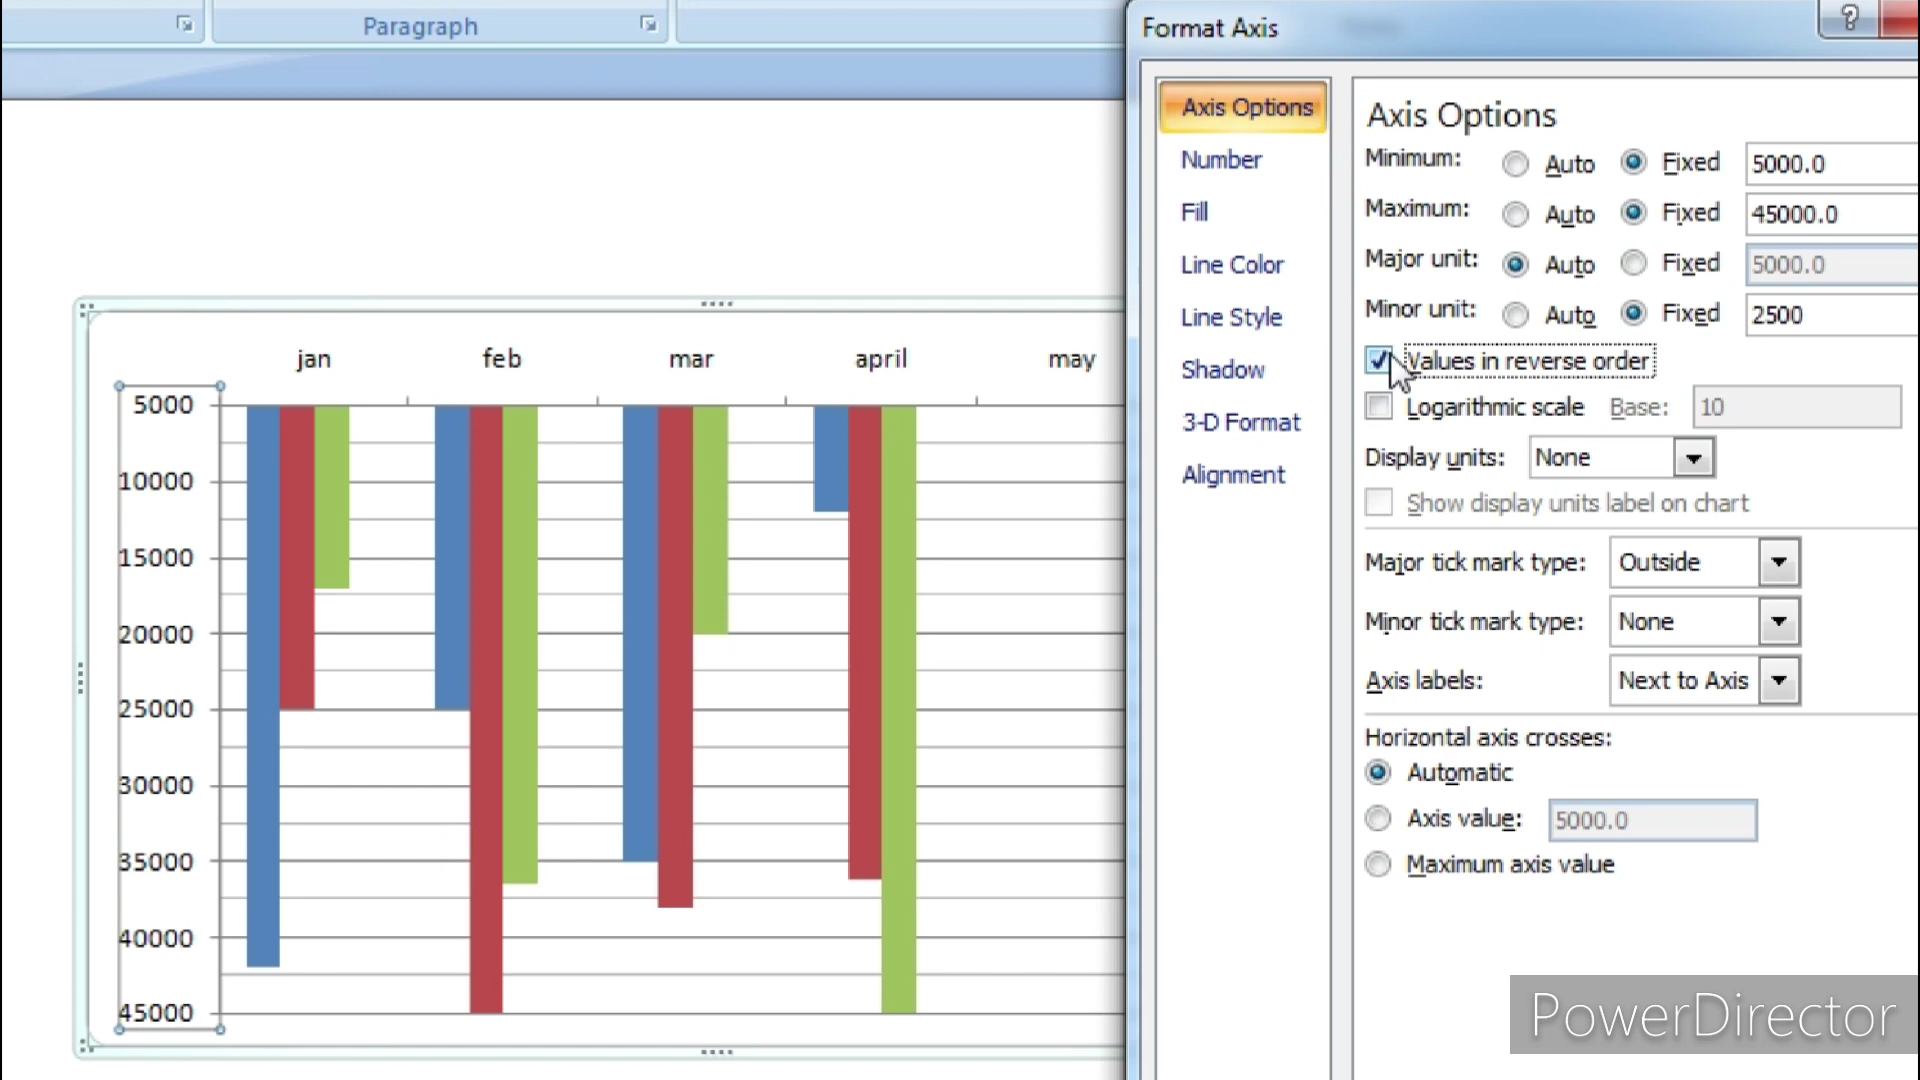 Paragraph
Format Axis
?
Axis Options
Number
Fill
Line Color
Line Style
Shadow
3-D Format
Alignment
Axis Options
Minimum: Auto Fixed 5000.0
Maximum: Auto Fixed 45000.0
Major unit: Auto Fixed 5000.0
Minor unit: Auto Fixed 2500
Values in reverse order
Logarithmic scale Base: 10
Display units: None
Show display units label on chart
Major tick mark type: Outside
Minor tick mark type: None
Axis labels: Next to Axis
Horizontal axis crosses:
Automatic
Axis value: 5000.0
Maximum axis value
jan feb mar april may
5000
10000
15000
20000
25000
30000
35000
40000
45000
PowerDirector